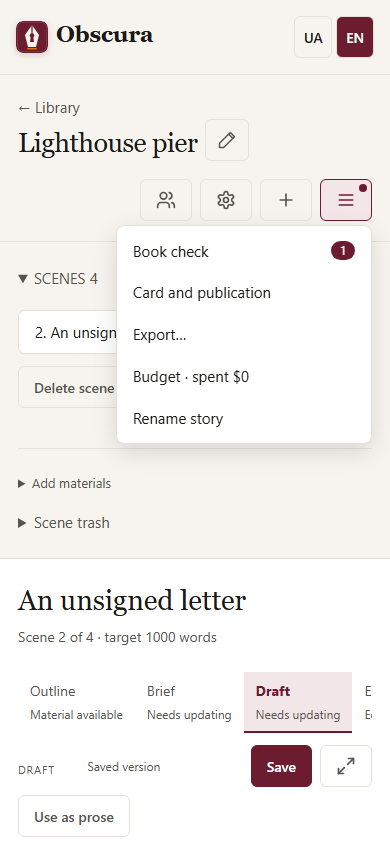 Obscura
UA
EN
← Library
Lighthouse pier
Book check
1
Card and publication
Export...
Budget · spent $0
Rename story
▼ SCENES 4
2. An unsign
Delete scene
▶ Add materials
▶ Scene trash
An unsigned letter
Scene 2 of 4 · target 1000 words
Outline
Material available
Brief
Needs updating
Draft
Needs updating
DRAFT
Saved version
Save
Use as prose